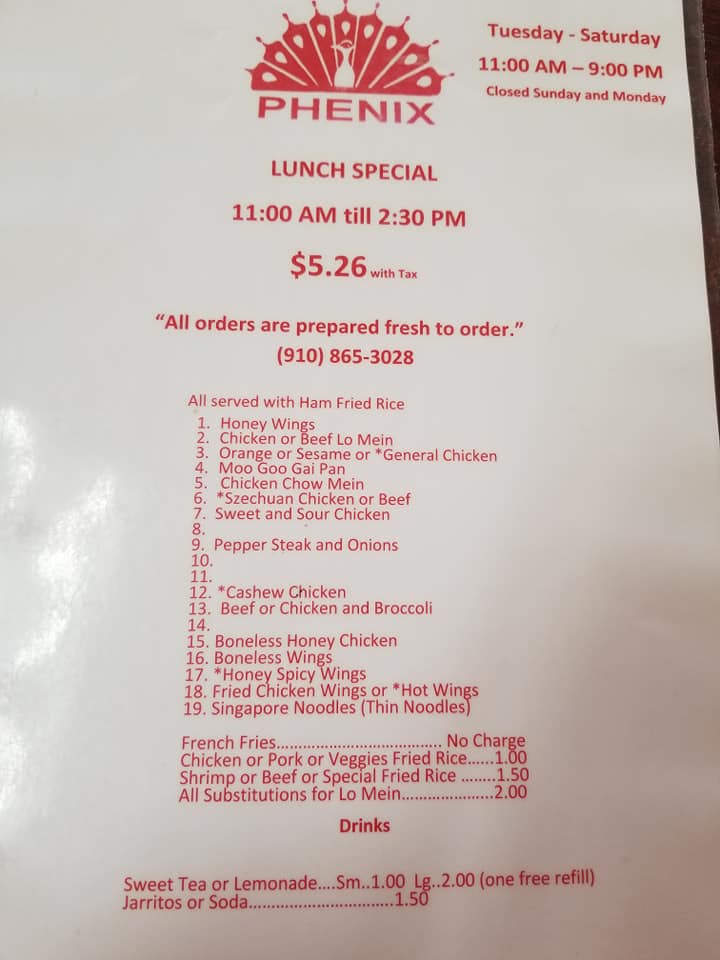 PHENIX
Tuesday - Saturday
11:00 AM – 9:00 PM
Closed Sunday and Monday
LUNCH SPECIAL
11:00 AM till 2:30 PM
$5.26 with Tax
“All orders are prepared fresh to order.”
(910) 865-3028
All served with Ham Fried Rice
1. Honey Wings
2. Chicken or Beef Lo Mein
3. Orange or Sesame or *General Chicken
4. Moo Goo Gai Pan
5. Chicken Chow Mein
6. *Szechuan Chicken or Beef
7. Sweet and Sour Chicken
8.
9. Pepper Steak and Onions
10.
11.
12. *Cashew Chicken
13. Beef or Chicken and Broccoli
14.
15. Boneless Honey Chicken
16. Boneless Wings
17. *Honey Spicy Wings
18. Fried Chicken Wings or *Hot Wings
19. Singapore Noodles (Thin Noodles)
French Fries..................................... No Charge
Chicken or Pork or Veggies Fried Rice......1.00
Shrimp or Beef or Special Fried Rice ........1.50
All Substitutions for Lo Mein.....................2.00
Drinks
Sweet Tea or Lemonade....Sm..1.00 Lg..2.00 (one free refill)
Jarritos or Soda..............................1.50